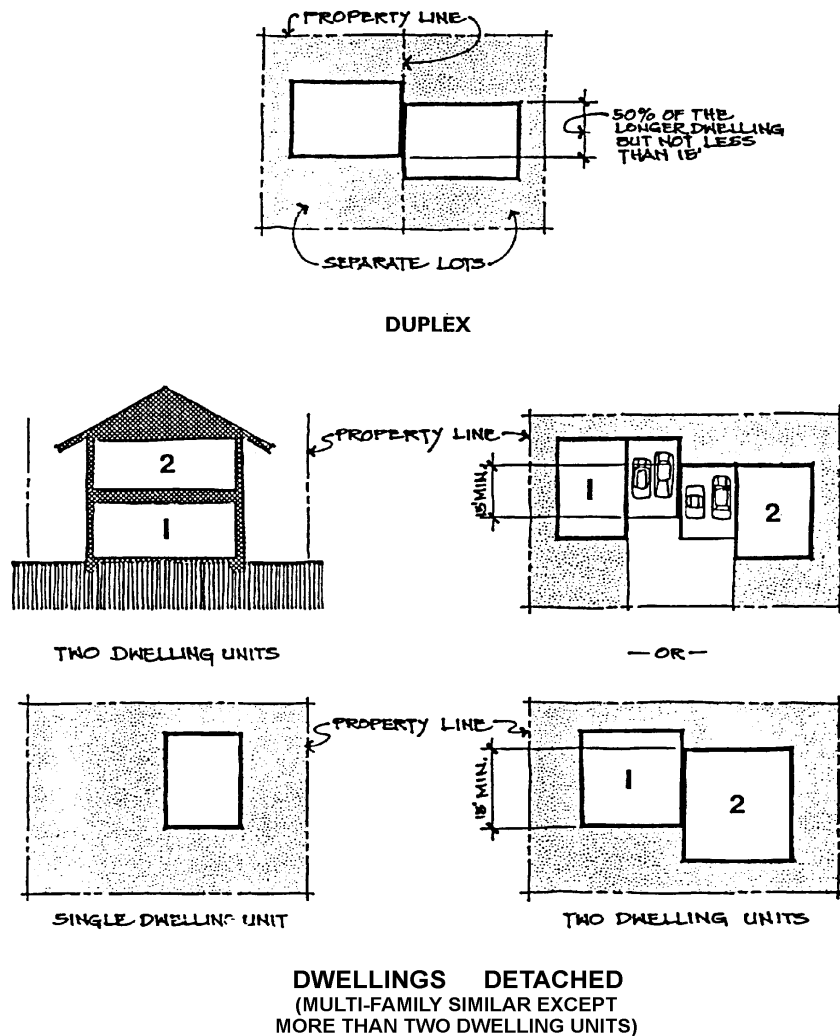 PROPERTY LINE
50% OF THE
LONGER DWELLING
BUT NOT LESS
THAN 15'
SEPARATE LOTS
DUPLEX
PROPERTY LINE
2
1
15' MIN.
1
2
TWO DWELLING UNITS
— OR —
PROPERTY LINE
15' MIN.
1
2
SINGLE DWELLING UNIT
TWO DWELLING UNITS
DWELLINGS DETACHED
(MULTI-FAMILY SIMILAR EXCEPT
MORE THAN TWO DWELLING UNITS)